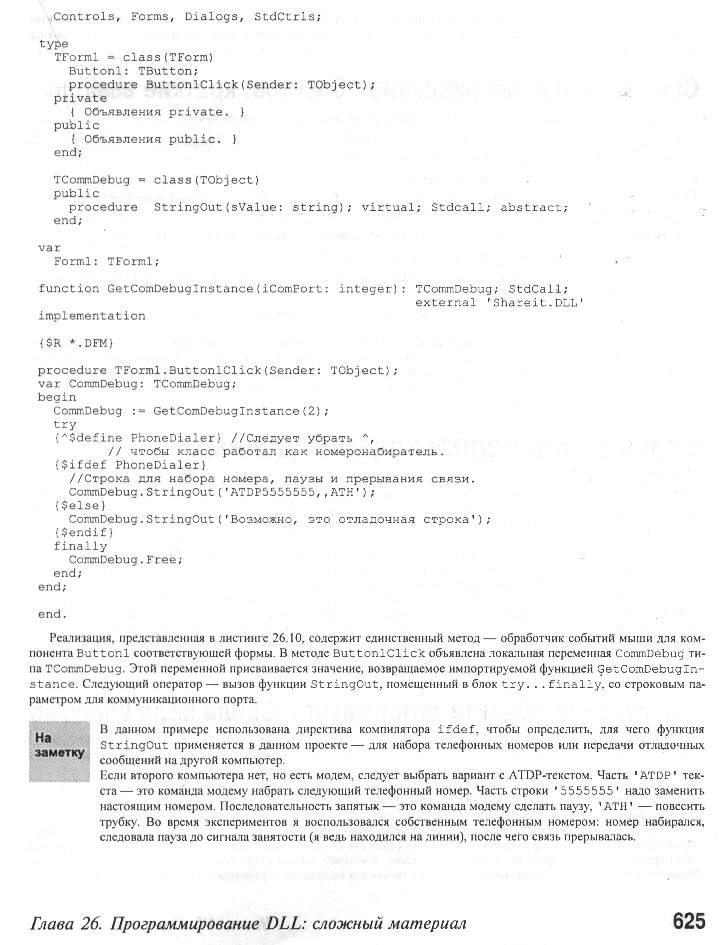 Controls, Forms, Dialogs, StdCtrls;
type
TForm1 = class(TForm)
Button1: TButton;
procedure Button1Click(Sender: TObject);
private
{ Объявления private. }
public
{ Объявления public. }
end;
TCommDebug = class(TObject)
public
procedure StringOut(sValue: string); virtual; Stdcall; abstract;
end;
var
Form1: TForm1;
function GetComDebugInstance(iComPort: integer): TCommDebug; StdCall;
external 'Shareit.DLL'
implementation
{$R *.DFM}
procedure TForm1.Button1Click(Sender: TObject);
var CommDebug: TCommDebug;
begin
CommDebug := GetComDebugInstance(2);
try
{^$define PhoneDialer} //Следует убрать ^,
// чтобы класс работал как номеронабиратель.
{$ifdef PhoneDialer}
//Строка для набора номера, паузы и прерывания связи.
CommDebug.StringOut('ATDP5555555,,ATH');
{$else}
CommDebug.StringOut('Возможно, это отладочная строка');
{$endif}
finally
CommDebug.Free;
end;
end;
end.
Реализация, представленная в листинге 26.10, содержит единственный метод — обработчик событий мыши для ком-
понента Button1 соответствующей формы. В методе Button1Click объявлена локальная переменная CommDebug ти-
па TCommDebug. Этой переменной присваивается значение, возвращаемое импортируемой функцией GetComDebugIn-
stance. Следующий оператор — вызов функции StringOut, помещенный в блок try...finally, со строковым па-
раметром для коммуникационного порта.
На
заметку
В данном примере использована директива компилятора ifdef, чтобы определить, для чего функция
StringOut применяется в данном проекте — для набора телефонных номеров или передачи отладочных
сообщений на другой компьютер.
Если второго компьютера нет, но есть модем, следует выбрать вариант с ATDP-текстом. Часть 'ATDP' тек-
ста — это команда модему набрать следующий телефонный номер. Часть строки '5555555' надо заменить
настоящим номером. Последовательность запятык — это команда модему сделать паузу, 'ATH' — повесить
трубку. Во время экспериментов я воспользовался собственным телефонным номером: номер набирался,
следовала пауза до сигнала занятости (я ведь находился на линии), после чего связь прерывалась.
Глава 26. Программирование DLL: сложный материал
625